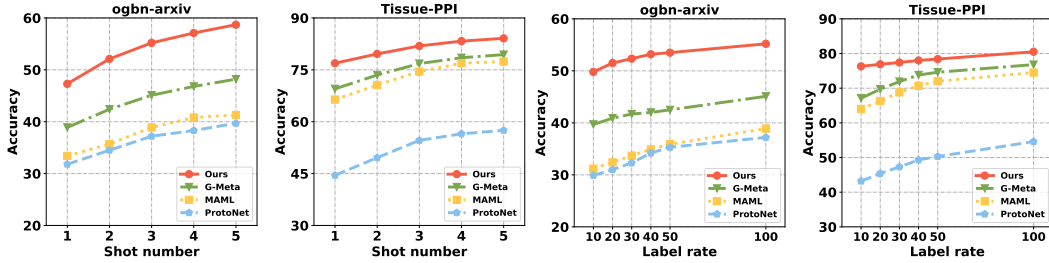 ogbn-arxiv
Accuracy
60
50
40
30
20
1 2 3 4 5
Shot number
Ours
G-Meta
MAML
ProtoNet
Tissue-PPI
Accuracy
90
75
60
45
30
1 2 3 4 5
Shot number
Ours
G-Meta
MAML
ProtoNet
ogbn-arxiv
Accuracy
60
50
40
30
20
10 20 30 40 50 100
Label rate
Ours
G-Meta
MAML
ProtoNet
Tissue-PPI
Accuracy
90
80
70
60
50
40
30
10 20 30 40 50 100
Label rate
Ours
G-Meta
MAML
ProtoNet